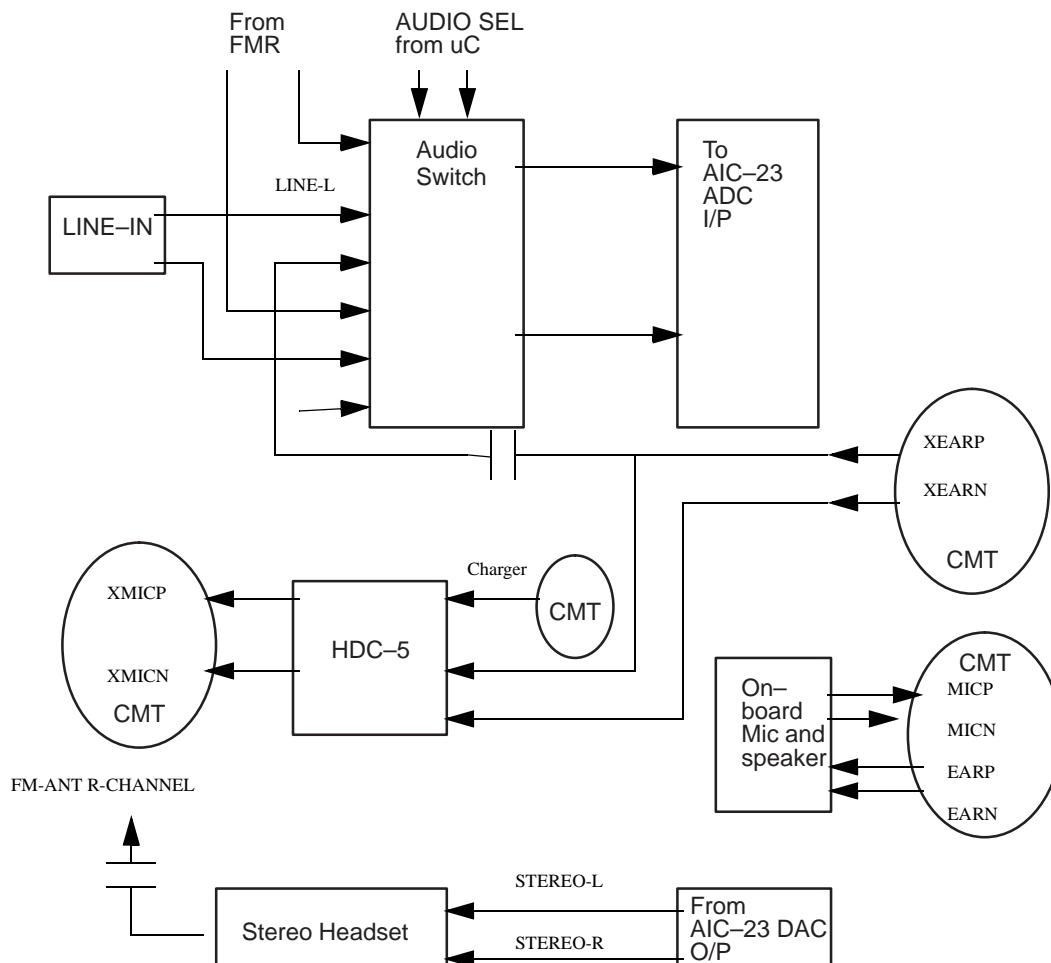 From
FMR
AUDIO SEL
from uC
Audio
Switch
To
AIC–23
ADC
I/P
LINE-L
LINE–IN
XEARP
XEARN
CMT
Charger
CMT
XMICP
XMICN
CMT
HDC–5
On–
board
Mic and
speaker
CMT
MICP
MICN
EARP
EARN
FM-ANT R-CHANNEL
STEREO-L
STEREO-R
Stereo Headset
From
AIC–23 DAC
O/P